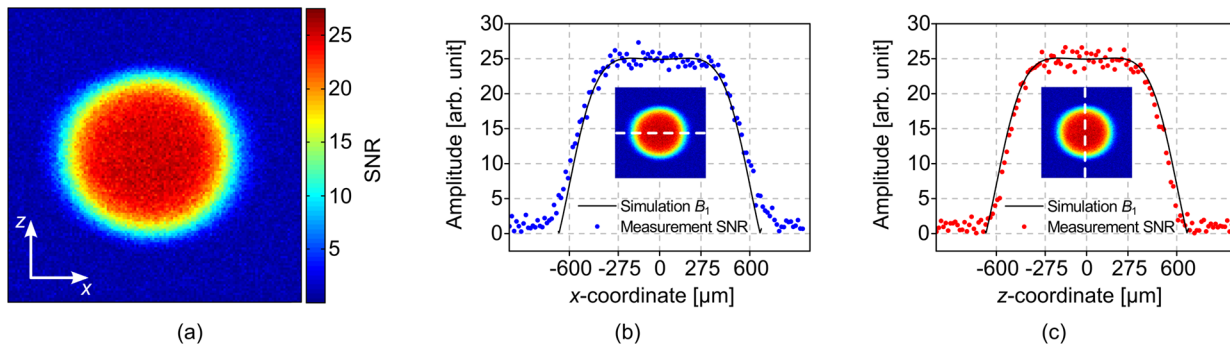 25
20
15
10
5
SNR
z
x
(a)
Amplitude [arb. unit]
30
25
20
15
10
5
0
Simulation B1
Measurement SNR
-600 -275 0 275 600
x-coordinate [µm]
(b)
Amplitude [arb. unit]
30
25
20
15
10
5
0
Simulation B1
Measurement SNR
-600 -275 0 275 600
z-coordinate [µm]
(c)